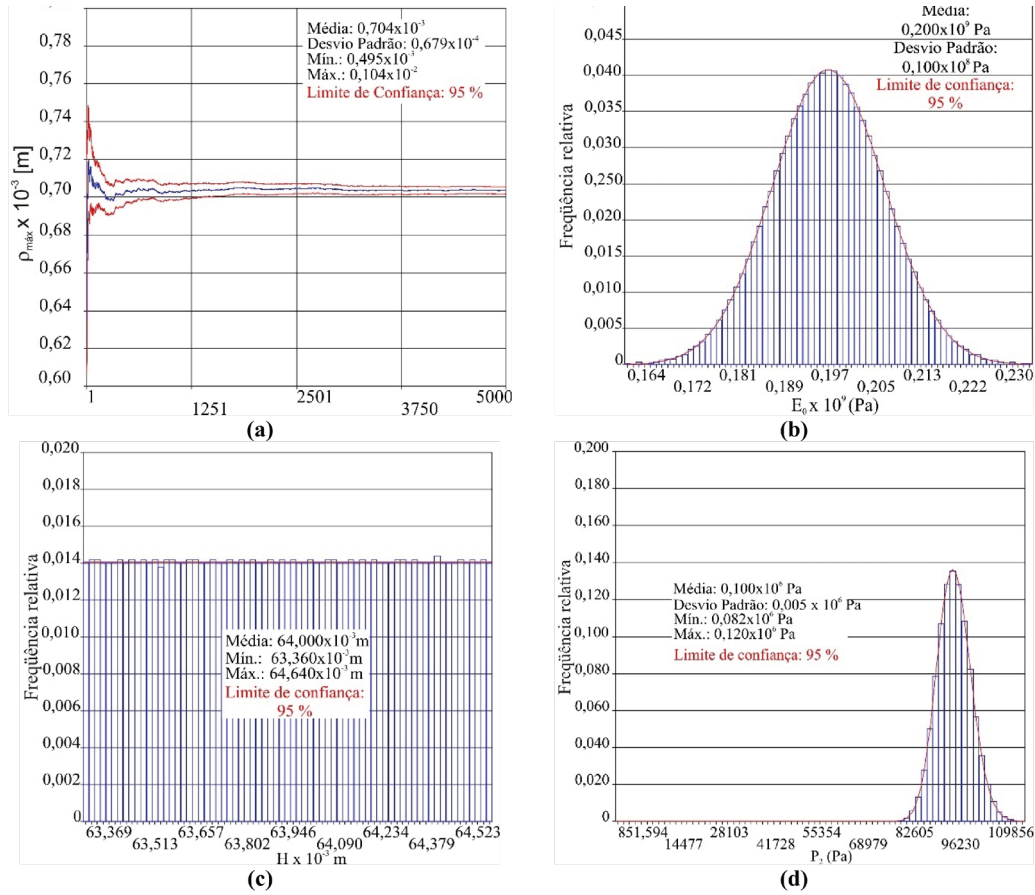 0,80
0,78
0,76
0,74
0,72
0,70
0,68
0,66
0,64
0,62
0,60
ρmáx x 10⁻³ [m]
Média: 0,704x10⁻³
Desvio Padrão: 0,679x10⁻⁴
Mín.: 0,495x10⁻³
Máx.: 0,104x10⁻²
Limite de Confiança: 95 %
1 2501 5000
1251 3750
(a)
0,045
0,040
0,035
0,030
0,025
0,020
0,015
0,010
0,005
0
Freqüência relativa
Média:
0,200x10⁹ Pa
Desvio Padrão:
0,100x10⁸ Pa
Limite de confiança:
95 %
0,164 0,181 0,197 0,213 0,230
0,172 0,189 0,205 0,222
E₀ x 10⁹ (Pa)
(b)
0,020
0,018
0,016
0,014
0,012
0,010
0,008
0,006
0,004
0,002
0
Freqüência relativa
Média: 64,000x10⁻³m
Mín.: 63,360x10⁻³m
Máx.: 64,640x10⁻³m
Limite de confiança:
95 %
63,369 63,657 63,946 64,234 64,523
63,513 63,802 64,090 64,379
H x 10⁻³ m
(c)
0,200
0,180
0,160
0,140
0,120
0,100
0,080
0,060
0,040
0,020
0
Freqüência relativa
Média: 0,100x10⁶ Pa
Desvio Padrão: 0,005 x 10⁶ Pa
Mín.: 0,082x10⁶ Pa
Máx.: 0,120x10⁶ Pa
Limite de confiança: 95 %
851,594 28103 55354 82605 109856
14477 41728 68979 96230
P₂ (Pa)
(d)